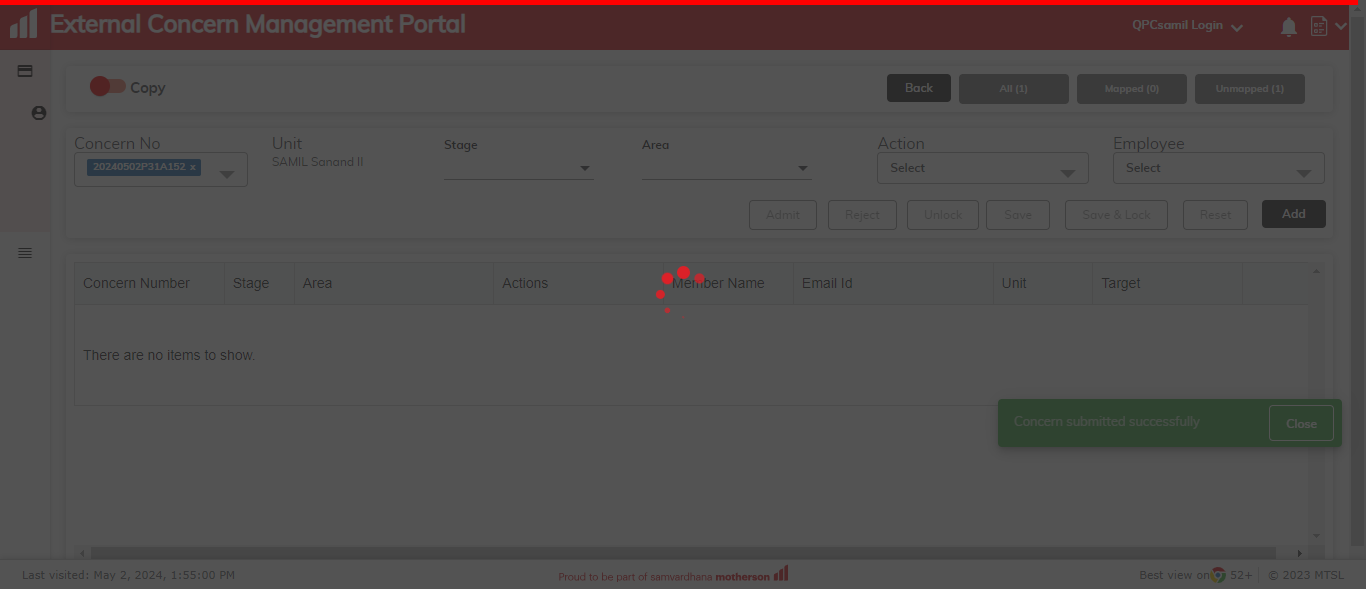 External Concern Management Portal
QPCsamil Login
Copy
Back
All (1)
Mapped (0)
Unmapped (1)
Concern No
20240502P31A152 x
Unit
SAMIL Sanand II
Stage
Area
Action
Select
Employee
Select
Admit
Reject
Unlock
Save
Save & Lock
Reset
Add
Concern Number
Stage
Area
Actions
Member Name
Email Id
Unit
Target
There are no items to show.
Concern submitted successfully
Close
Last visited: May 2, 2024, 1:55:00 PM
Proud to be part of samvardhana motherson
Best view on 52+
© 2023 MTSL